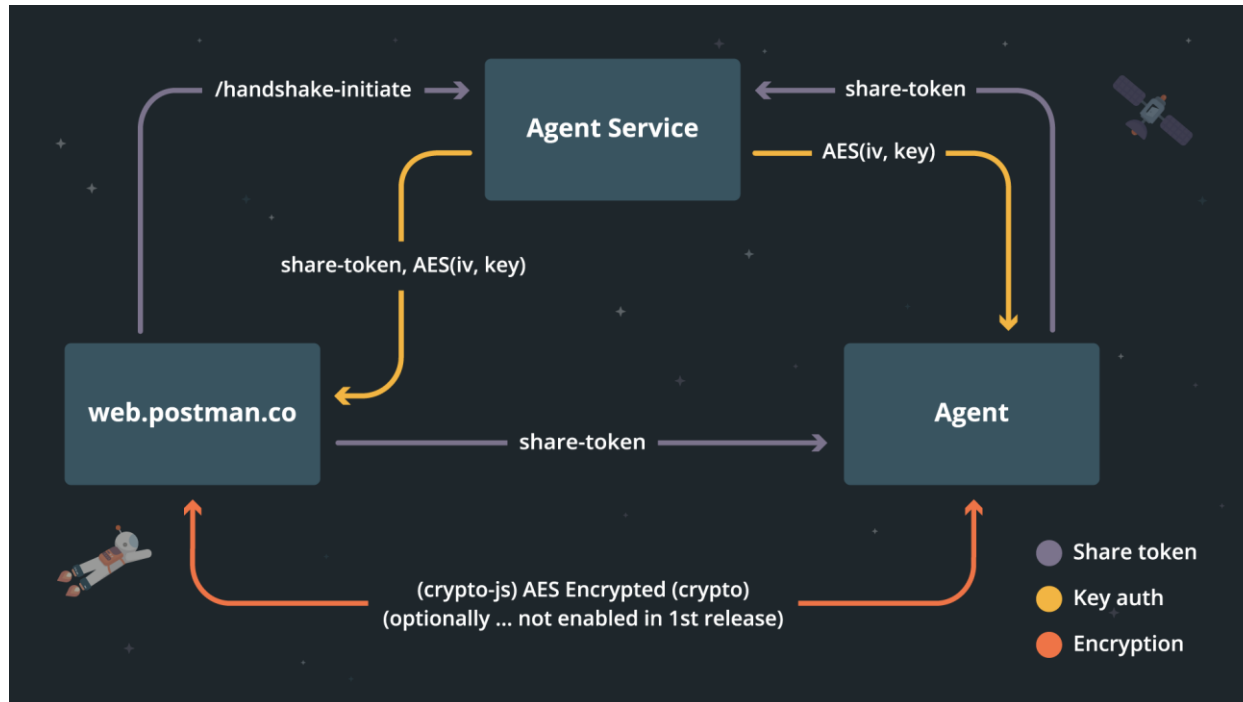 /handshake-initiate
Agent Service
share-token
AES(iv, key)
share-token, AES(iv, key)
web.postman.co
share-token
Agent
(crypto-js) AES Encrypted (crypto)
(optionally ... not enabled in 1st release)
Share token
Key auth
Encryption